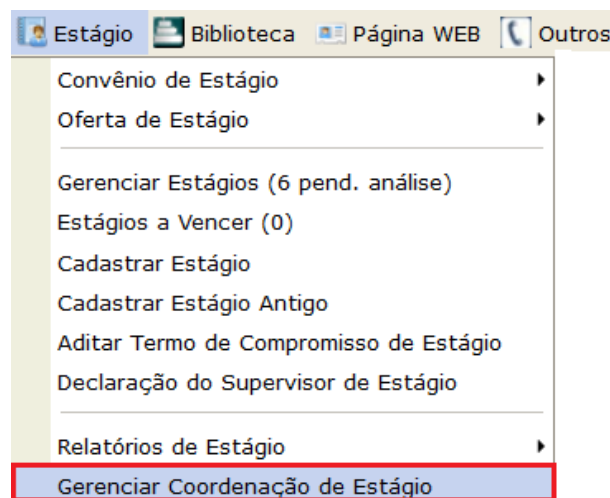 Estágio Biblioteca Página WEB Outros
Convênio de Estágio
Oferta de Estágio
Gerenciar Estágios (6 pend. análise)
Estágios a Vencer (0)
Cadastrar Estágio
Cadastrar Estágio Antigo
Aditar Termo de Compromisso de Estágio
Declaração do Supervisor de Estágio
Relatórios de Estágio
Gerenciar Coordenação de Estágio